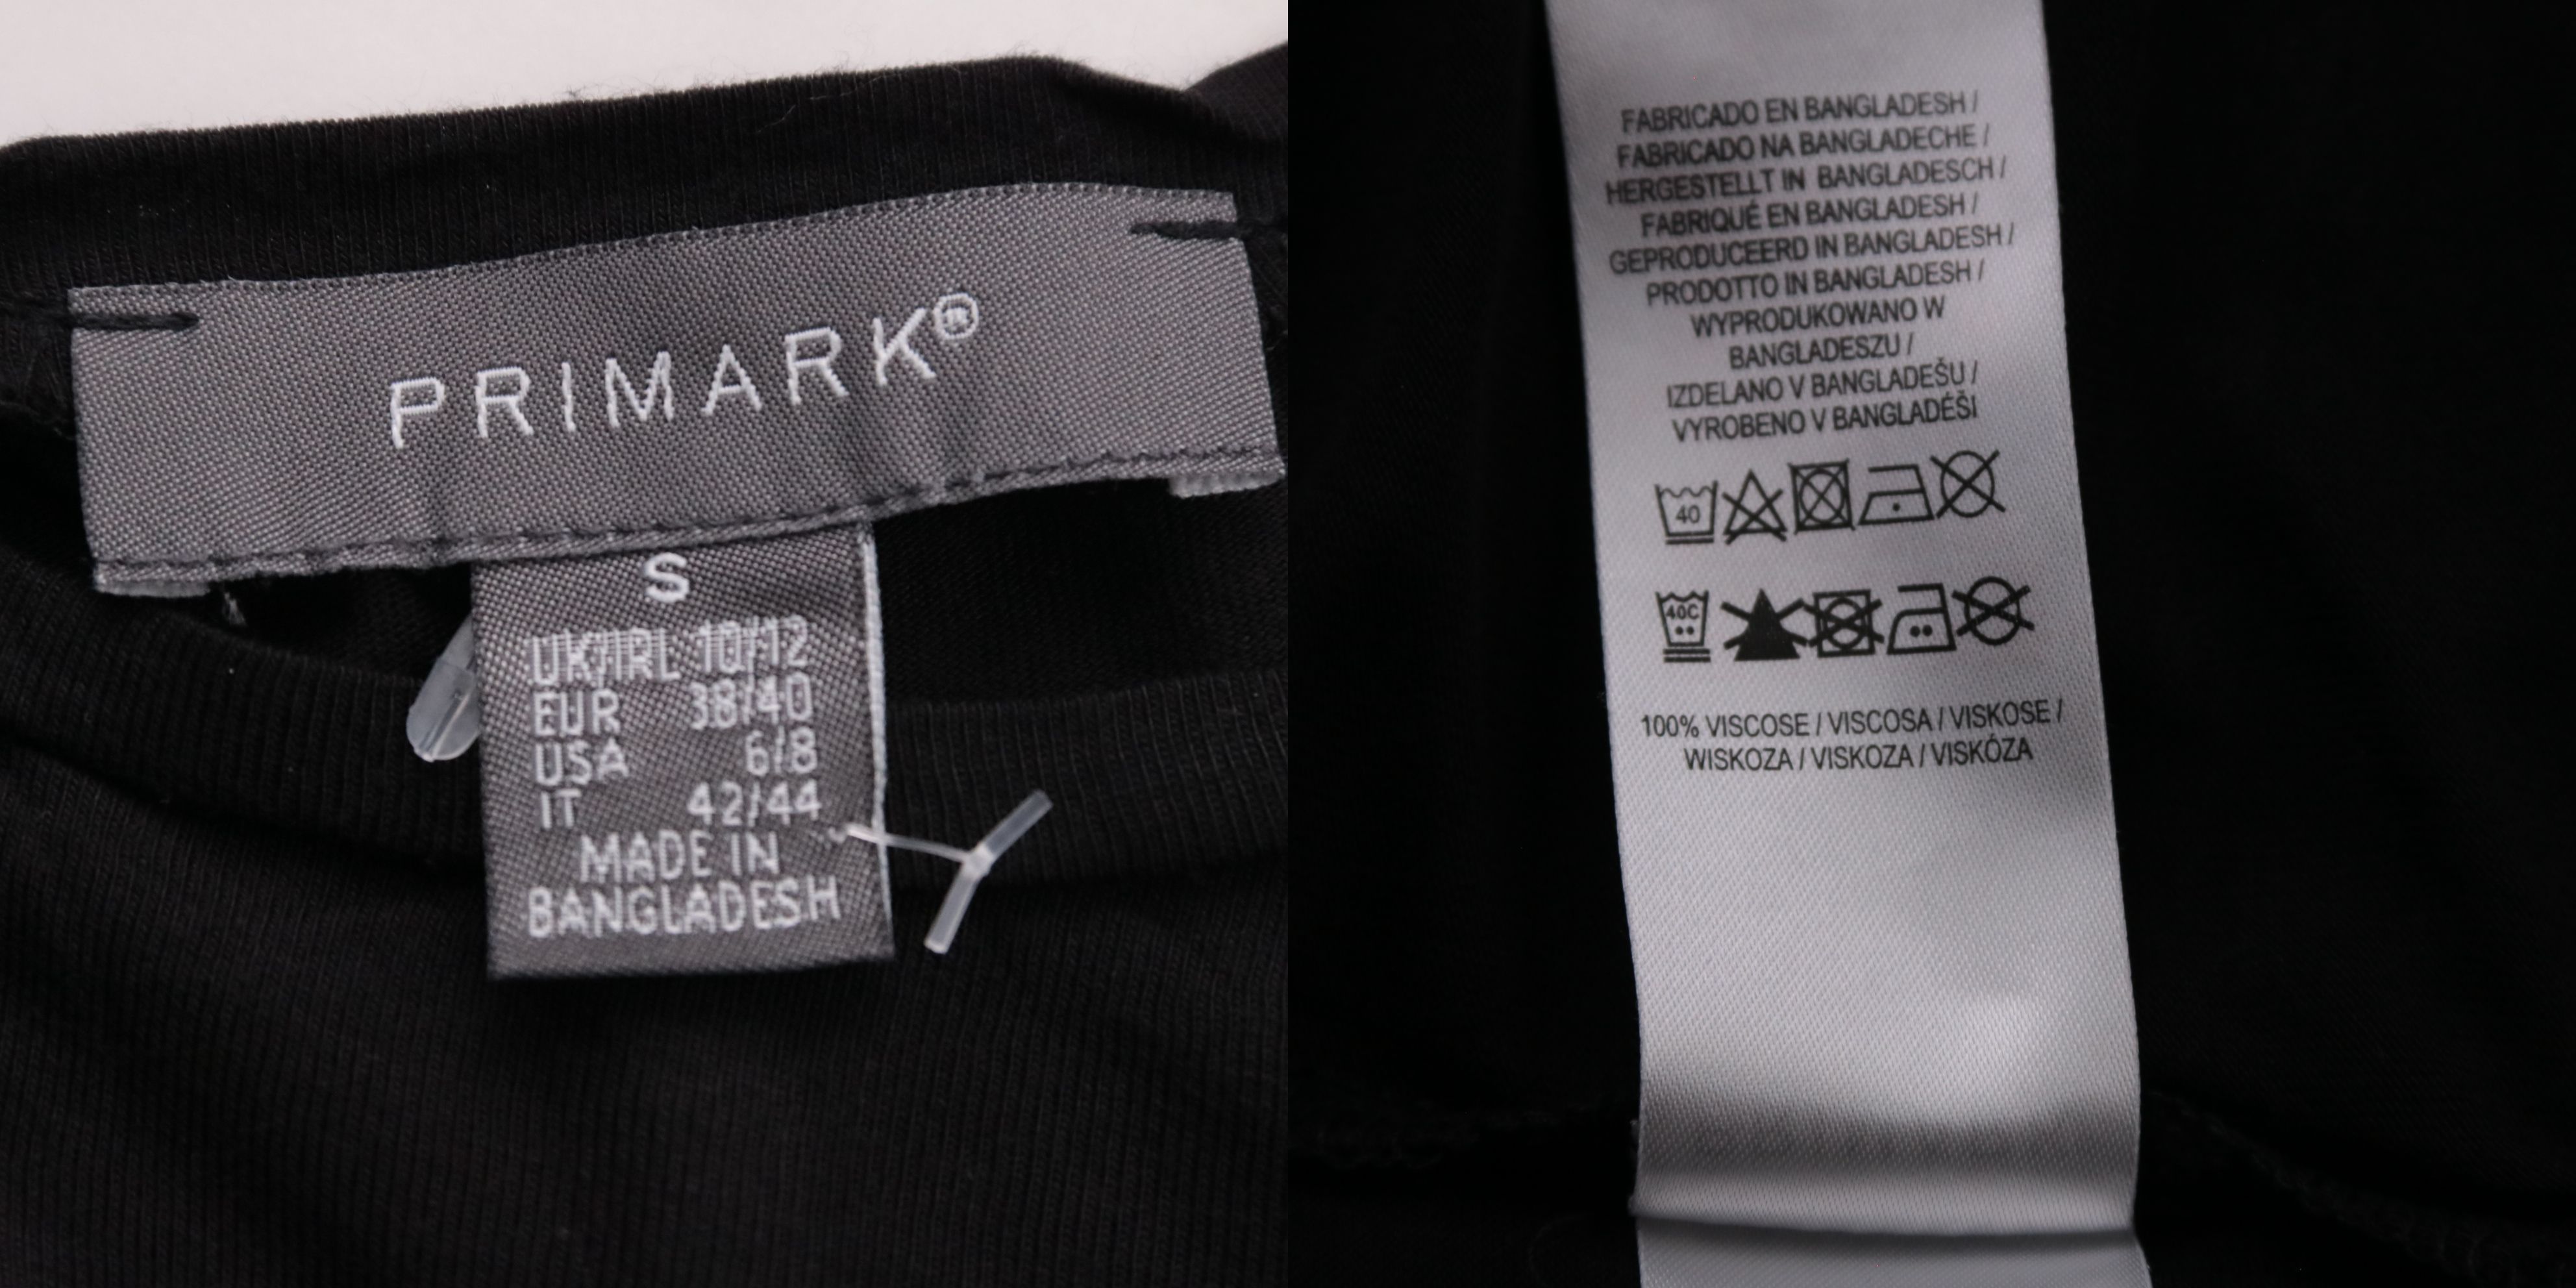 PRIMARK®
S
UK/IRL 10/12
EUR 38/40
USA 6/8
IT 42/44
MADE IN
BANGLADESH
FABRICADO EN BANGLADESH /
FABRICADO NA BANGLADECHE /
HERGESTELLT IN BANGLADESCH /
FABRIQUÉ EN BANGLADESH /
GEPRODUCEERD IN BANGLADESH /
PRODOTTO IN BANGLADESH /
WYPRODUKOWANO W
BANGLADESZU /
IZDELANO V BANGLADEŠU /
VYROBENO V BANGLADÉŠI
40
40C
100% VISCOSE / VISCOSA / VISKOSE /
WISKOZA / VISKOZA / VISKÓZA